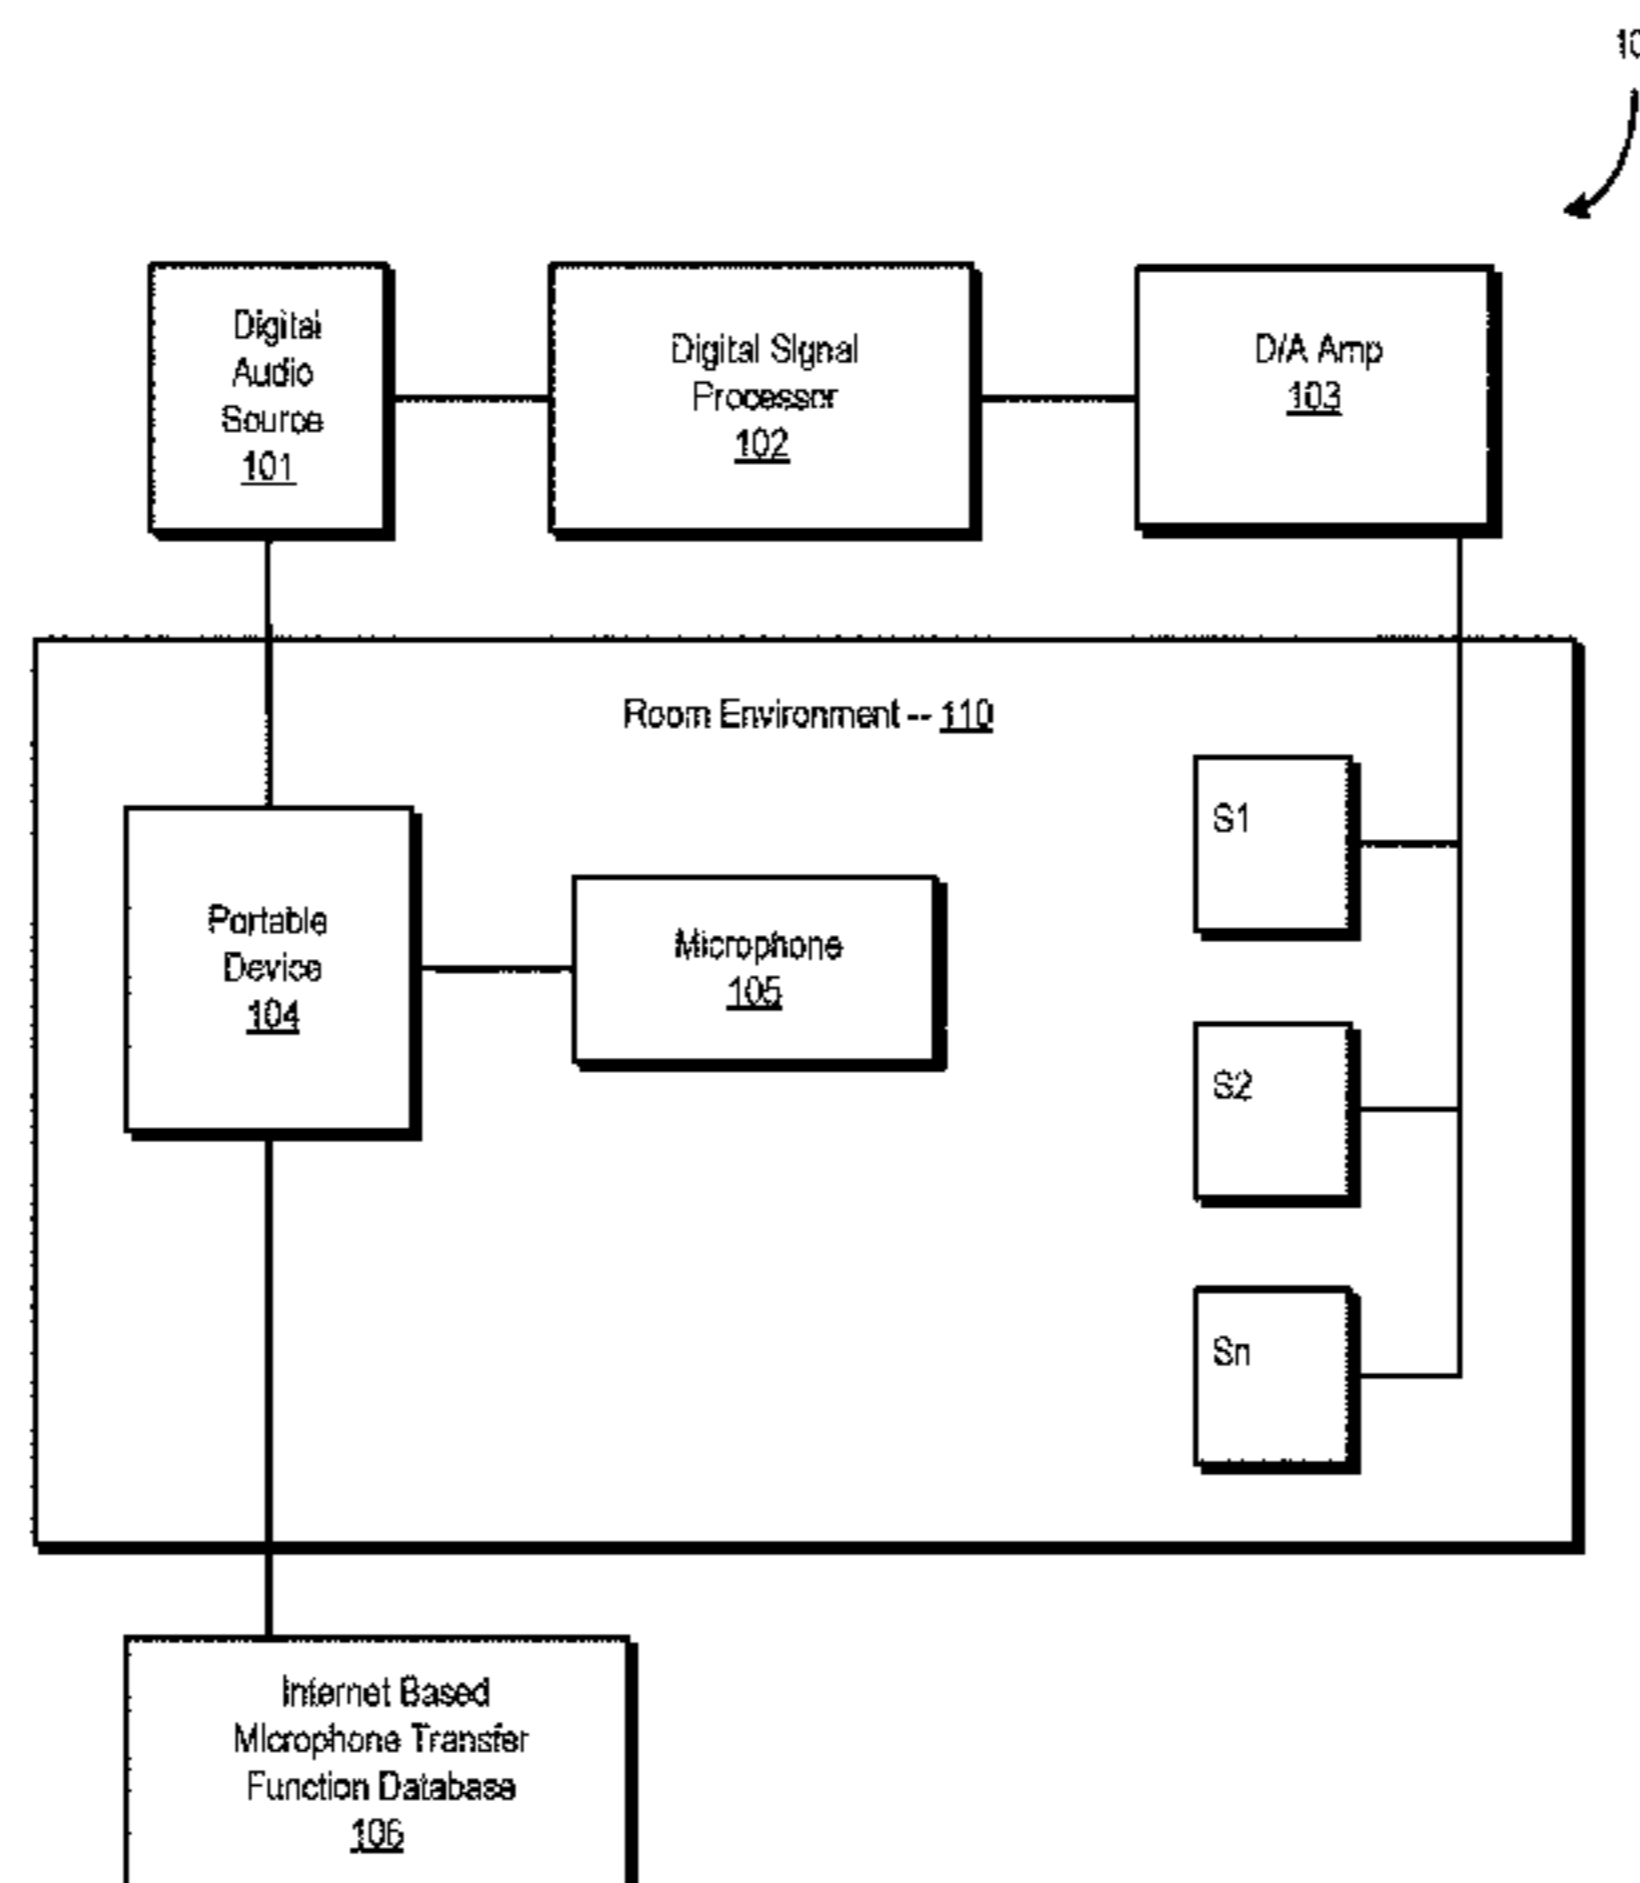 10
Digital
Audio
Source
101
Digital Signal
Processor
102
D/A Amp
103
Room Environment -- 110
Portable
Device
104
Microphone
105
S1
S2
Sn
Internet Based
Microphone Transfer
Function Database
106